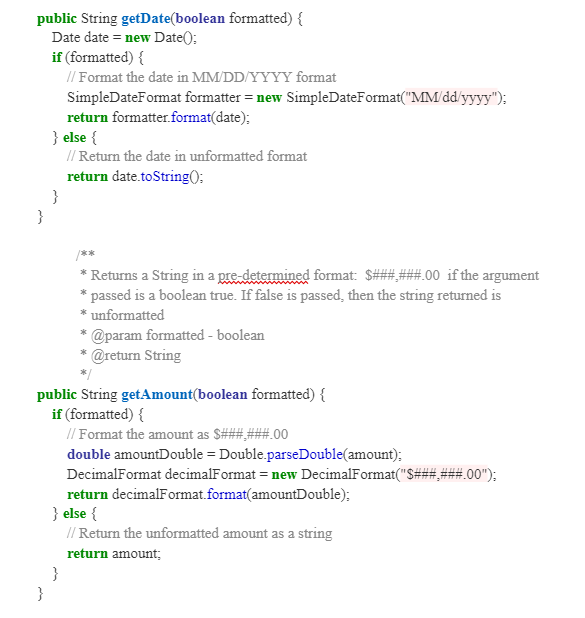 public String getDate(boolean formatted) {
Date date = new Date();
if (formatted) {
// Format the date in MM/DD/YYYY format
SimpleDateFormat formatter = new SimpleDateFormat("MM/dd/yyyy");
return formatter.format(date);
} else {
// Return the date in unformatted format
return date.toString();
}
}
/**
* Returns a String in a pre-determined format:  $###,###.00  if the argument
* passed is a boolean true. If false is passed, then the string returned is
* unformatted
* @param formatted - boolean
* @return String
*/
public String getAmount(boolean formatted) {
if (formatted) {
// Format the amount as $###,###.00
double amountDouble = Double.parseDouble(amount);
DecimalFormat decimalFormat = new DecimalFormat("$###,###.00");
return decimalFormat.format(amountDouble);
} else {
// Return the unformatted amount as a string
return amount;
}
}